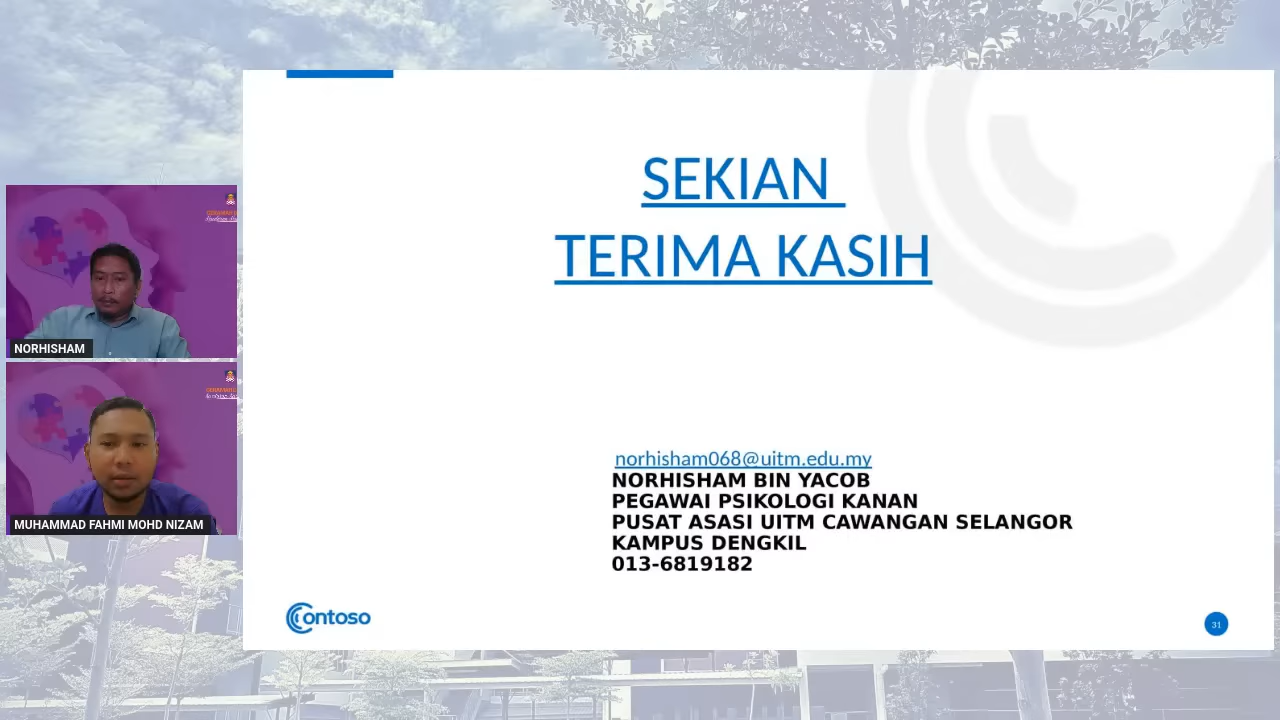 NORHISHAM
MUHAMMAD FAHMI MOHD NIZAM
SEKIAN
TERIMA KASIH
norhisham068@uitm.edu.my
NORHISHAM BIN YACOB
PEGAWAI PSIKOLOGI KANAN
PUSAT ASASI UITM CAWANGAN SELANGOR
KAMPUS DENGKIL
013-6819182
Contoso
31